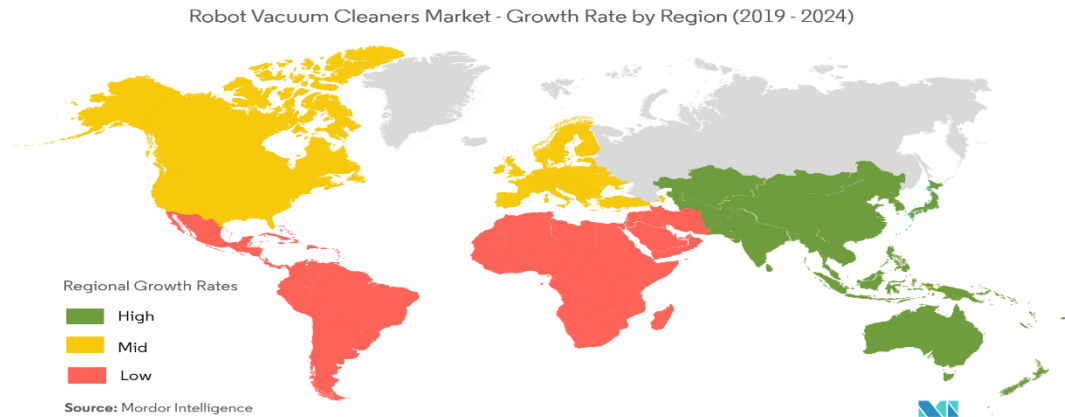 Robot Vacuum Cleaners Market - Growth Rate by Region (2019 - 2024)
Regional Growth Rates
High
Mid
Low
Source: Mordor Intelligence